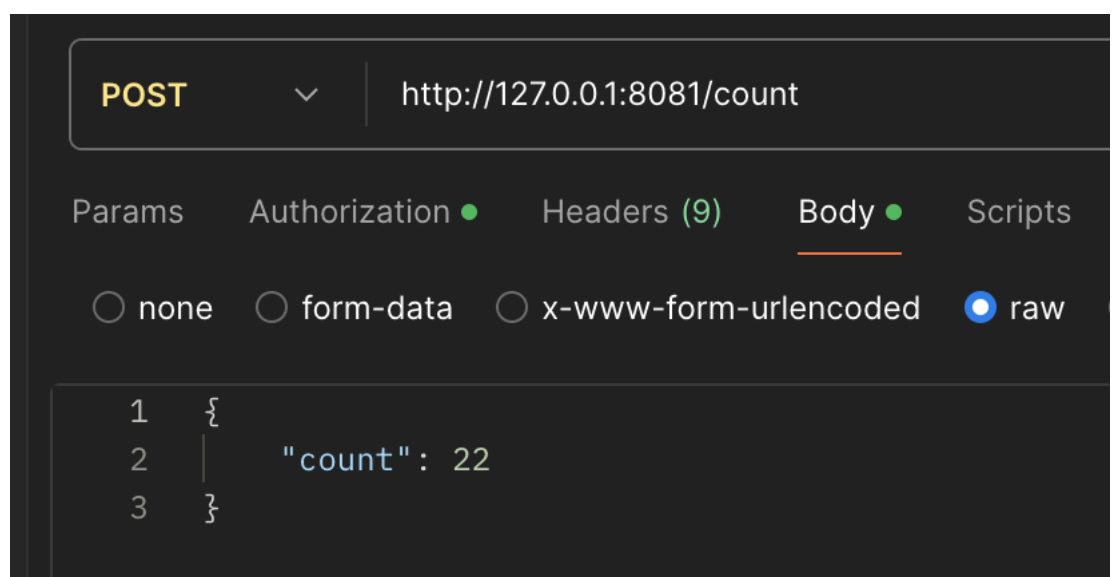 POST http://127.0.0.1:8081/count
Params Authorization Headers (9) Body Scripts
none form-data x-www-form-urlencoded raw
1 {
2 "count": 22
3 }